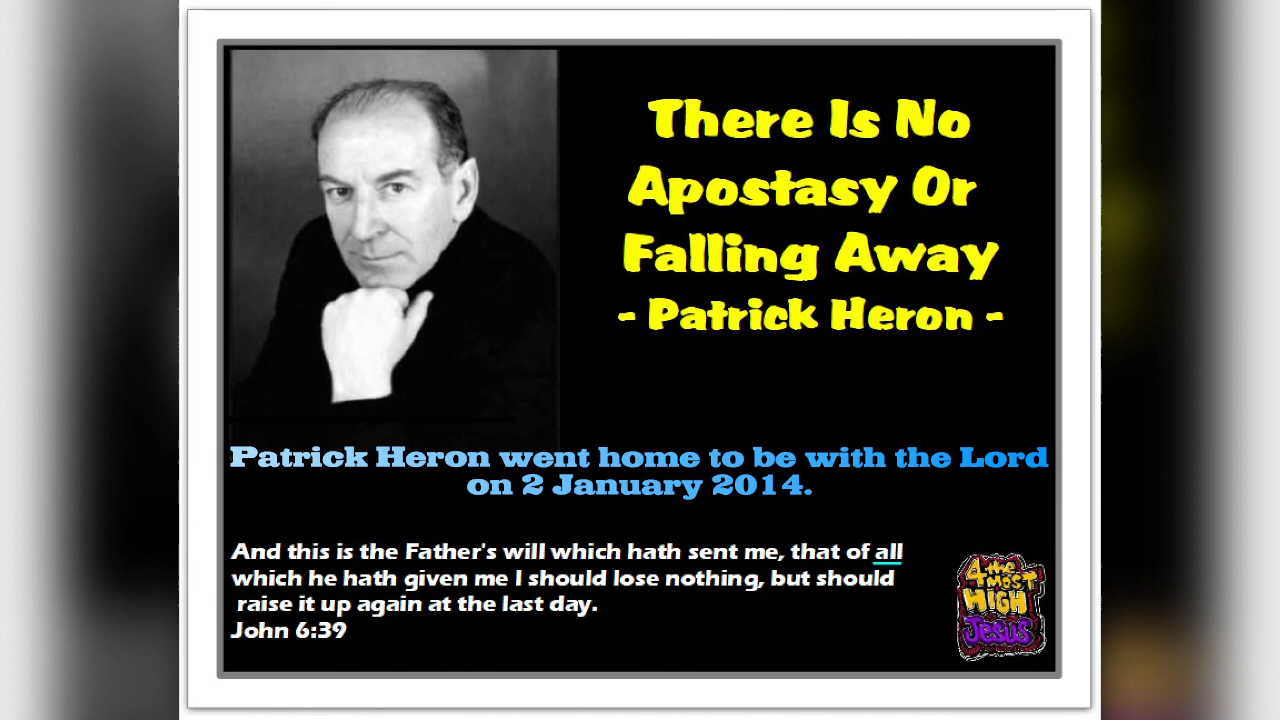 There Is No
Apostasy Or
Falling Away
- Patrick Heron -
Patrick Heron went home to be with the Lord
on 2 January 2014.
And this is the Father's will which hath sent me, that of all
which he hath given me I should lose nothing, but should
raise it up again at the last day.
John 6:39
4 the
MOST
HIGH
Jesus